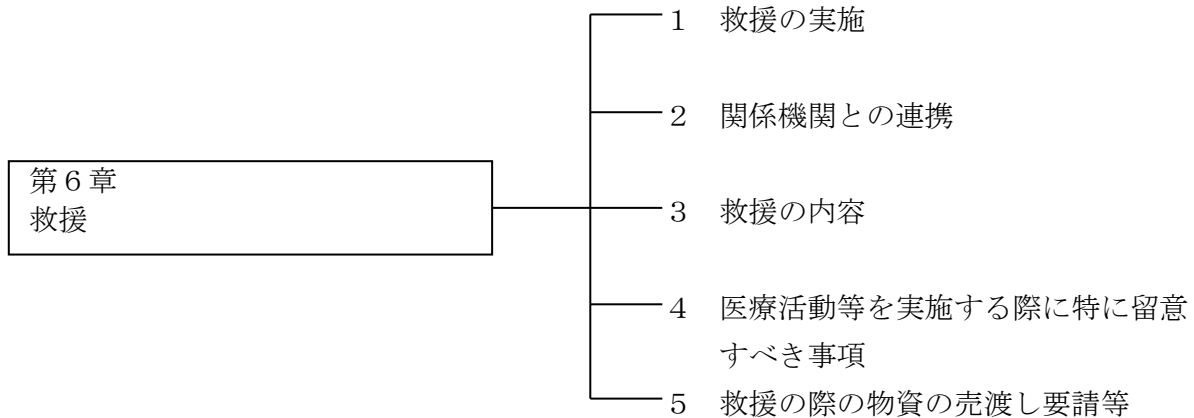 1 救援の実施
2 関係機関との連携
第6章
救援
3 救援の内容
4 医療活動等を実施する際に特に留意
すべき事項
5 救援の際の物資の売渡し要請等